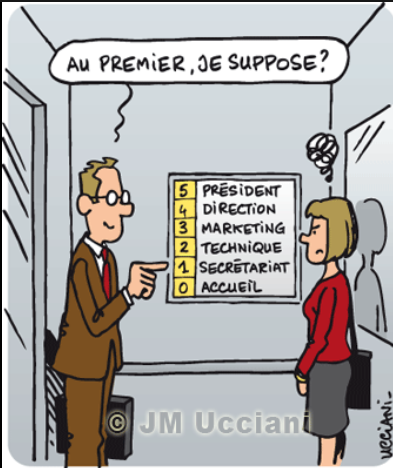 AU PREMIER, JE SUPPOSE?
5 PRÉSIDENT
4 DIRECTION
3 MARKETING
2 TECHNIQUE
1 SECRÉTARIAT
0 ACCUEIL
© JM Ucciani
UCCIANI-